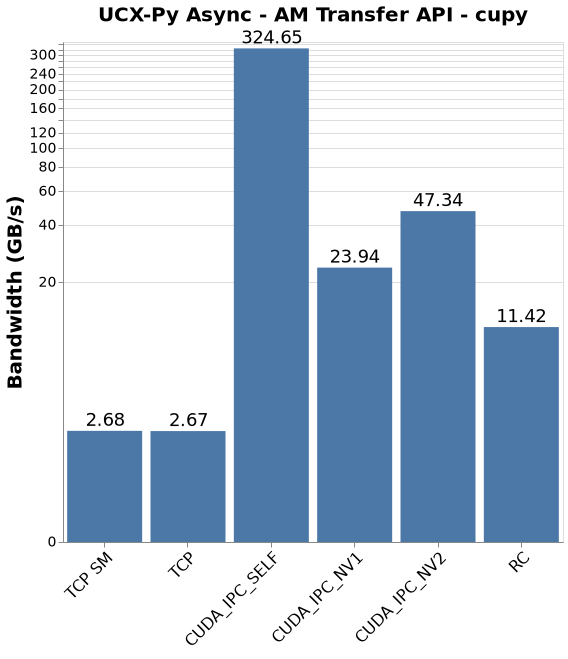 UCX-Py Async - AM Transfer API - cupy
Bandwidth (GB/s)
300
240
200
160
120
100
80
60
40
20
0
2.68
2.67
324.65
23.94
47.34
11.42
TCP SM
TCP
CUDA_IPC_SELF
CUDA_IPC_NV1
CUDA_IPC_NV2
RC